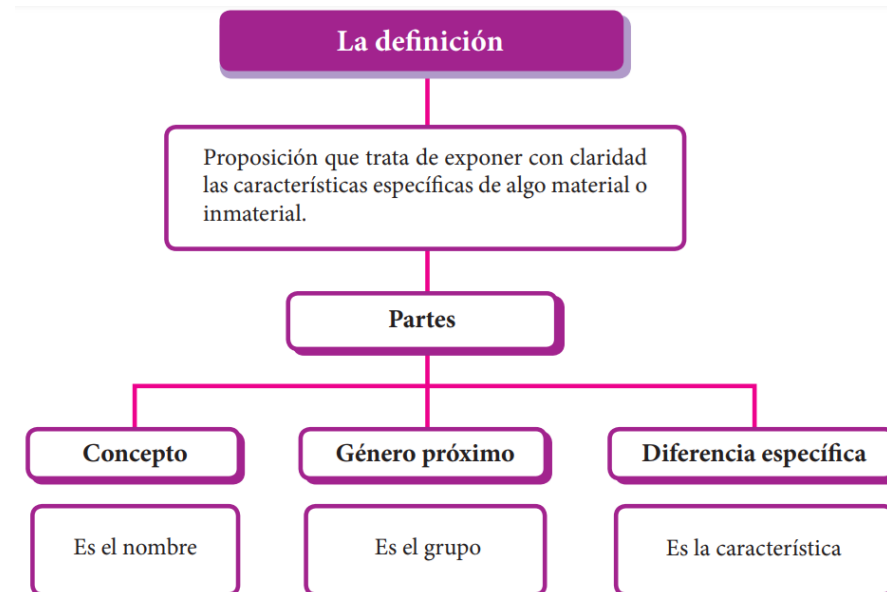 La definición
Proposición que trata de exponer con claridad
las características específicas de algo material o
inmaterial.
Partes
Concepto
Género próximo
Diferencia específica
Es el nombre
Es el grupo
Es la característica